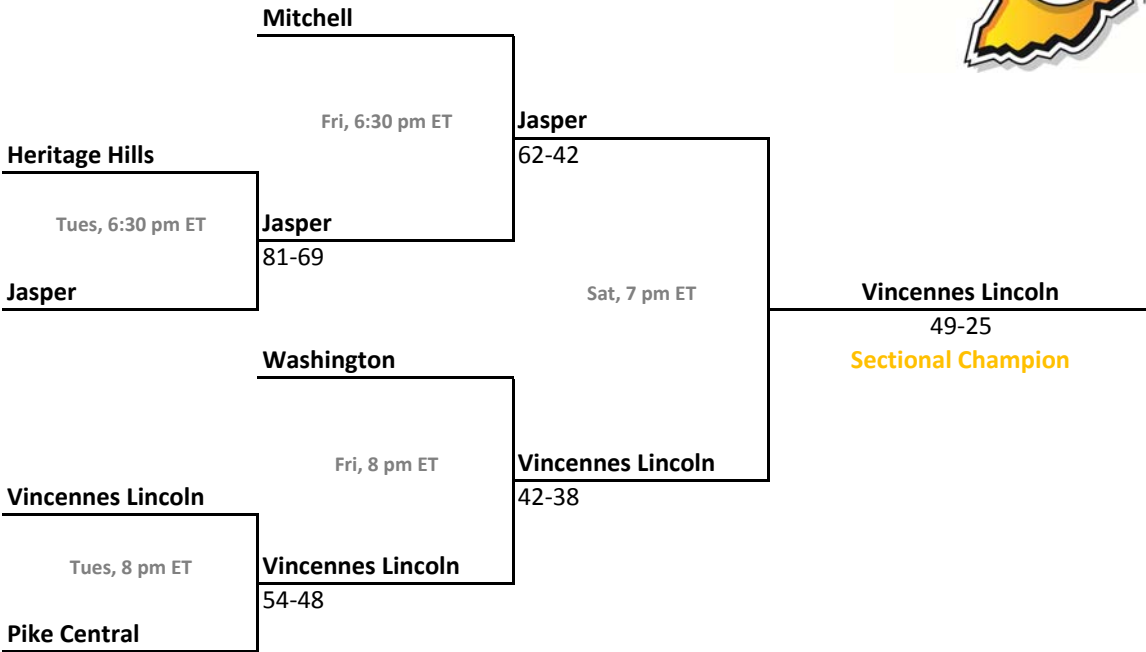 Mitchell
Fri, 6:30 pm ET
Jasper
Heritage Hills
62-42
Tues, 6:30 pm ET
Jasper
81-69
Jasper
Sat, 7 pm ET
Vincennes Lincoln
49-25
Washington
Sectional Champion
Fri, 8 pm ET
Vincennes Lincoln
Vincennes Lincoln
42-38
Tues, 8 pm ET
Vincennes Lincoln
54-48
Pike Central